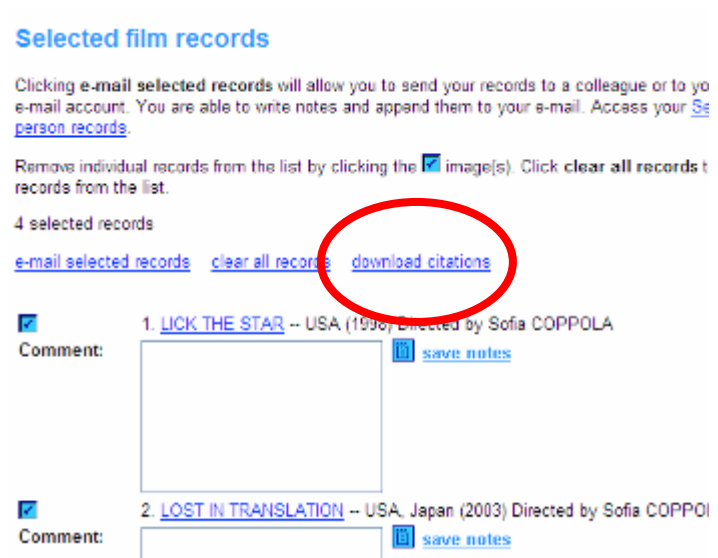 Selected film records
Clicking e-mail selected records will allow you to send your records to a colleague or to yo
e-mail account. You are able to write notes and append them to your e-mail. Access your Se
person records.
Remove individual records from the list by clicking the image(s). Click clear all records t
records from the list.
4 selected records
e-mail selected records clear all records download citations
1. LICK THE STAR -- USA (1998) Directed by Sofia COPPOLA
Comment: save notes
2. LOST IN TRANSLATION -- USA, Japan (2003) Directed by Sofia COPPOL
Comment: save notes